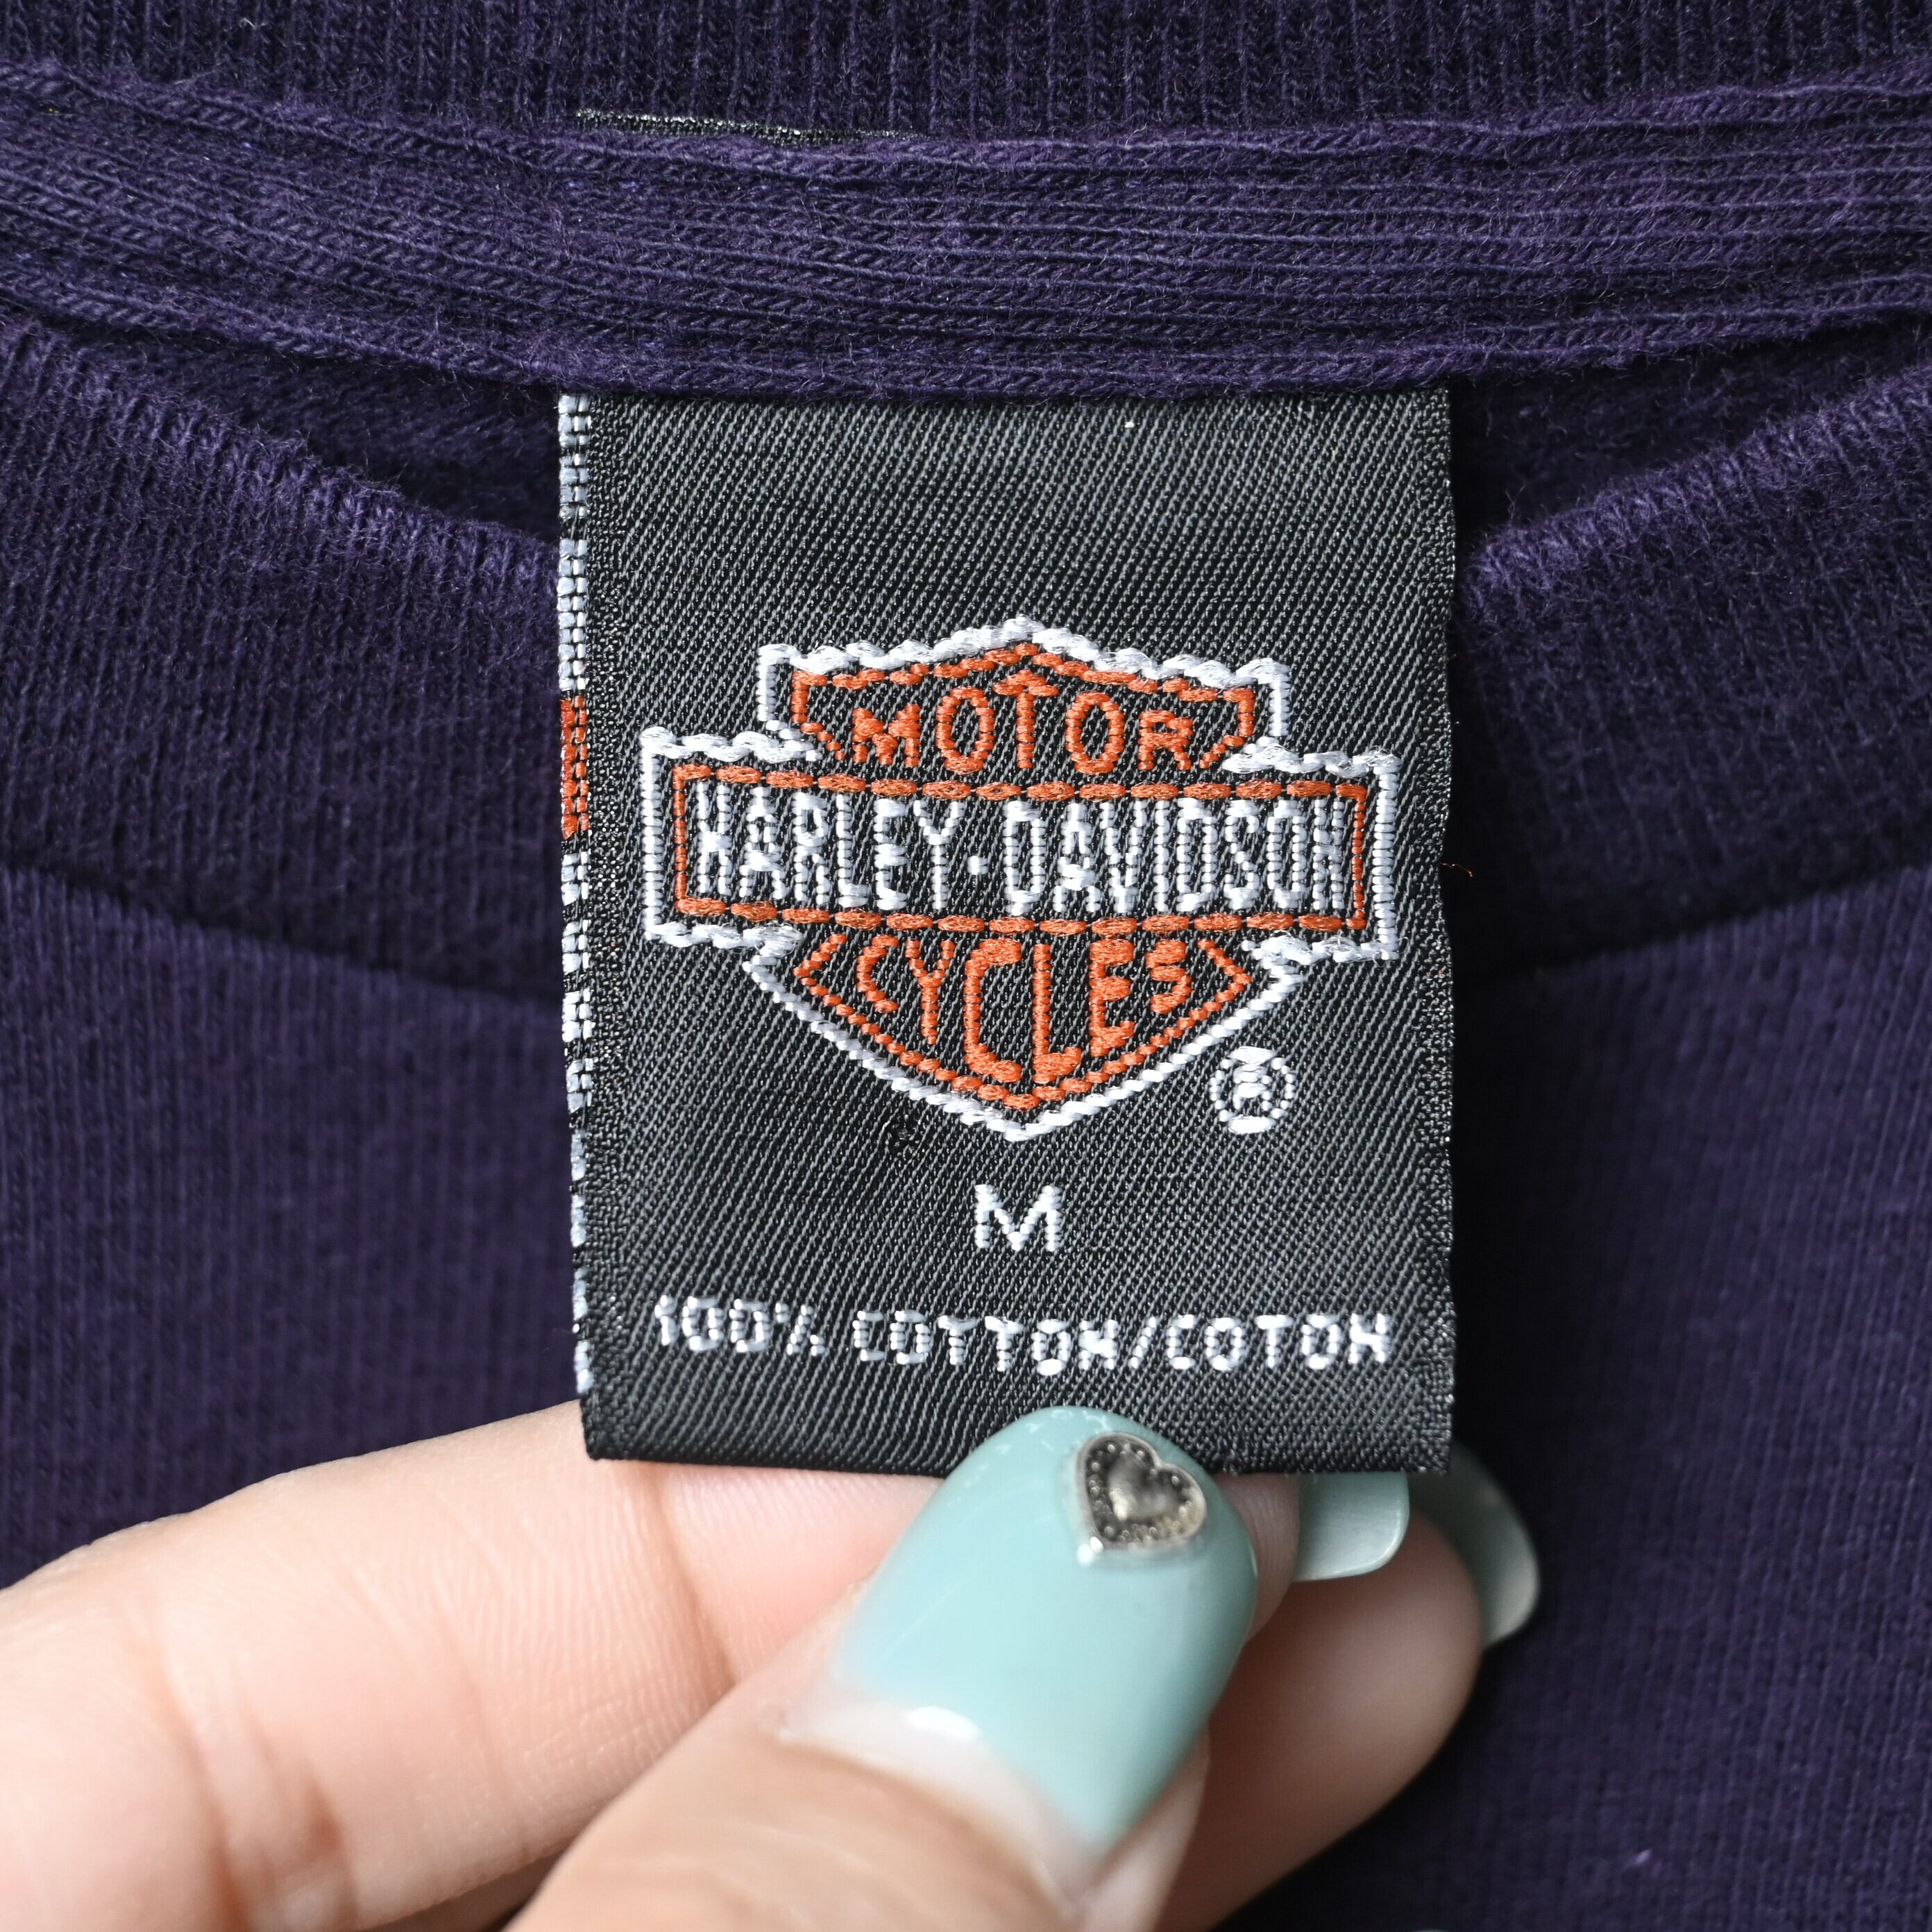 MOTOR
HARLEY·DAVIDSON
CYCLES
®
M
100% COTTON/COTON